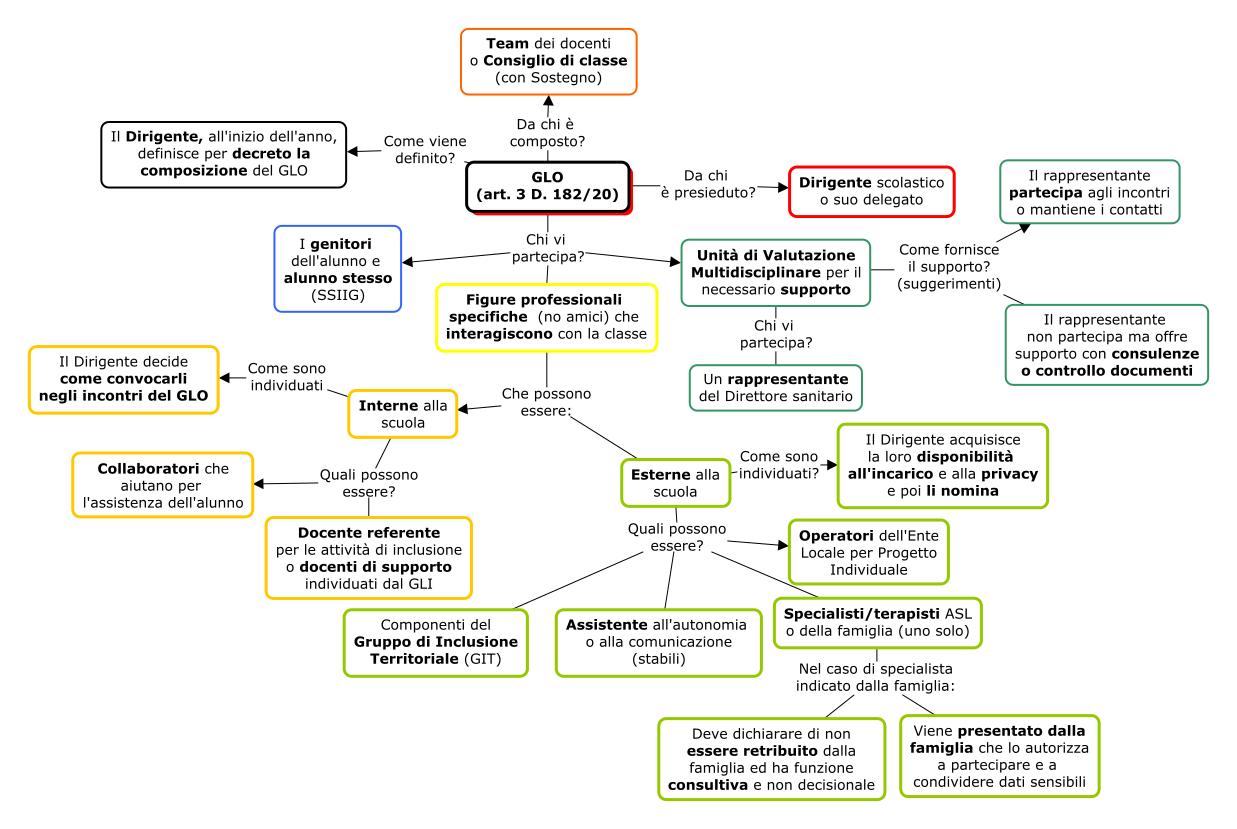 Team dei docenti
o Consiglio di classe
(con Sostegno)
Da chi è
composto?
Il Dirigente, all'inizio dell'anno,
definisce per decreto la
composizione del GLO
Come viene
definito?
GLO
(art. 3 D. 182/20)
Da chi
è presieduto?
Dirigente scolastico
o suo delegato
Il rappresentante
partecipa agli incontri
o mantiene i contatti
I genitori
dell'alunno e
alunno stesso
(SSIIG)
Chi vi
partecipa?
Unità di Valutazione
Multidisciplinare per il
necessario supporto
Come fornisce
il supporto?
(suggerimenti)
Figure professionali
specifiche (no amici) che
interagiscono con la classe
Chi vi
partecipa?
Il rappresentante
non partecipa ma offre
supporto con consulenze
o controllo documenti
Un rappresentante
del Direttore sanitario
Il Dirigente decide
come convocarli
negli incontri del GLO
Come sono
individuati
Interne alla
scuola
Che possono
essere:
Collaboratori che
aiutano per
l'assistenza dell'alunno
Quali possono
essere?
Docente referente
per le attività di inclusione
o docenti di supporto
individuati dal GLI
Esterne alla
scuola
Come sono
individuati?
Il Dirigente acquisisce
la loro disponibilità
all'incarico e alla privacy
e poi li nomina
Quali possono
essere?
Operatori dell'Ente
Locale per Progetto
Individuale
Componenti del
Gruppo di Inclusione
Territoriale (GIT)
Assistente all'autonomia
o alla comunicazione
(stabili)
Specialisti/terapisti ASL
o della famiglia (uno solo)
Nel caso di specialista
indicato dalla famiglia:
Deve dichiarare di non
essere retribuito dalla
famiglia ed ha funzione
consultiva e non decisionale
Viene presentato dalla
famiglia che lo autorizza
a partecipare e a
condividere dati sensibili